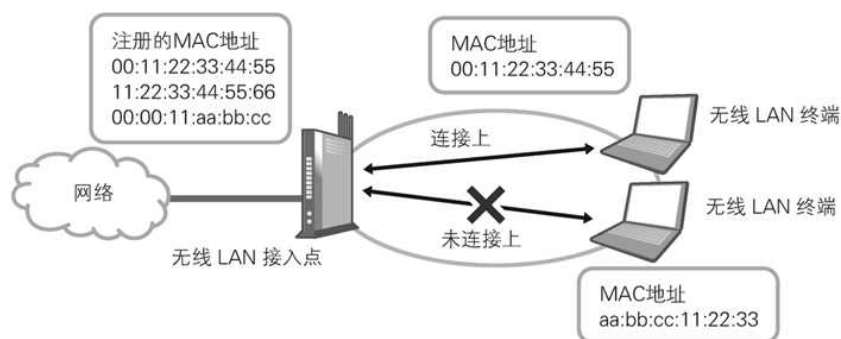 注册的MAC地址
00:11:22:33:44:55
11:22:33:44:55:66
00:00:11:aa:bb:cc
MAC地址
00:11:22:33:44:55
无线 LAN 终端
连接上
网络
无线 LAN 终端
未连接上
无线 LAN 接入点
MAC地址
aa:bb:cc:11:22:33